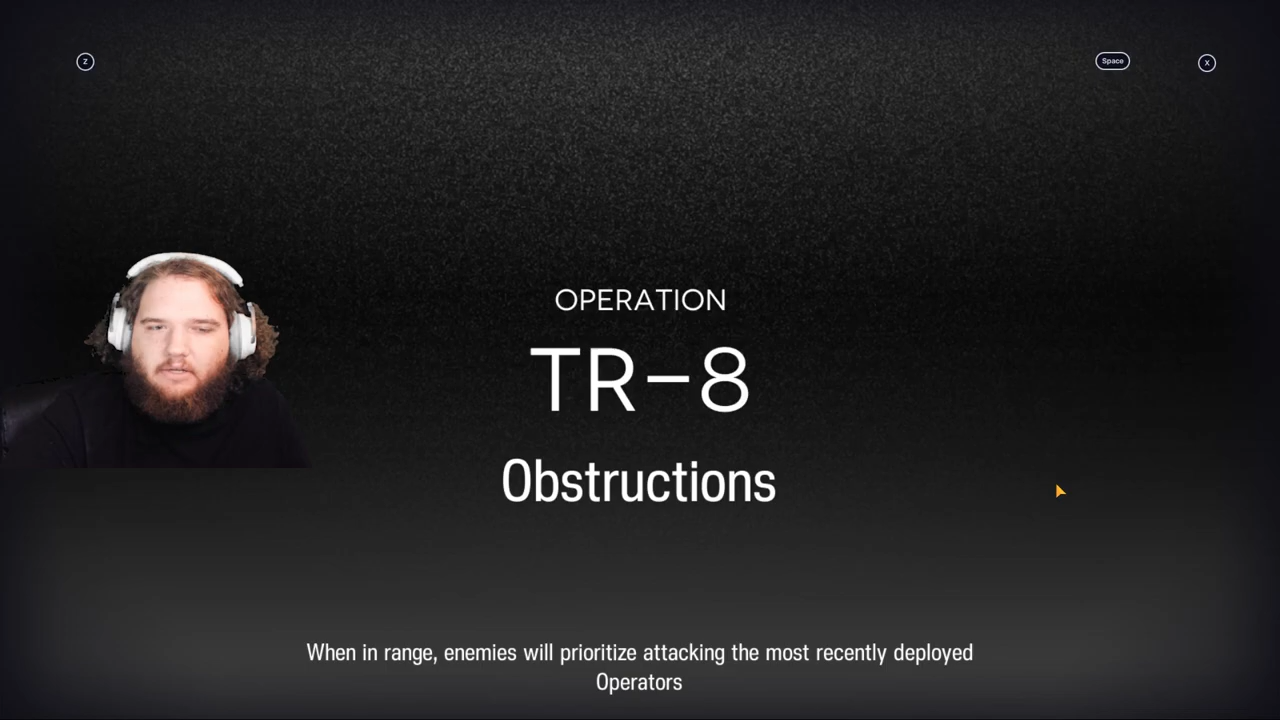 Z
Space
X
OPERATION
TR-8
Obstructions
When in range, enemies will prioritize attacking the most recently deployed
Operators